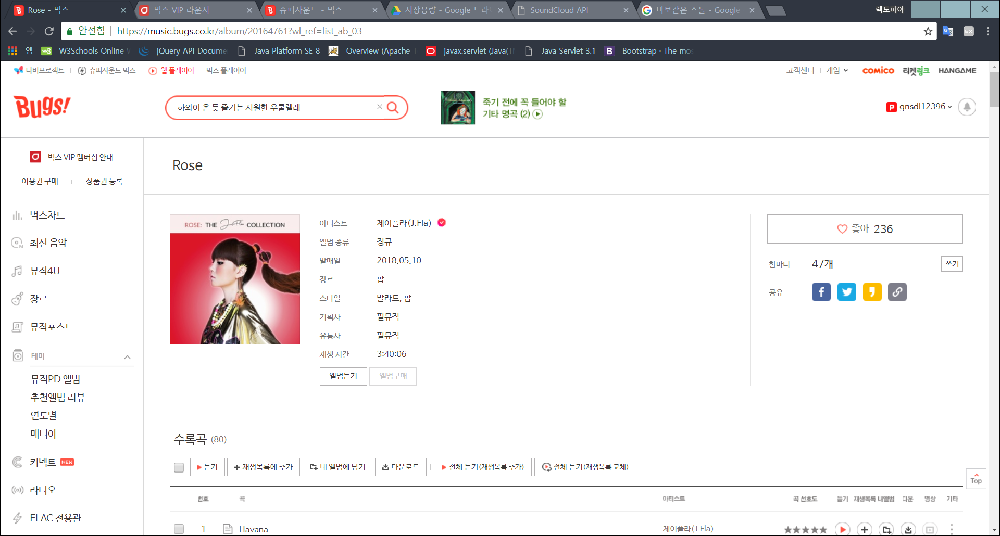 Rose - 벅스
벅스 VIP 라운지
슈퍼사운드 - 벅스
저장용량 - Google 드라
SoundCloud API
바보같은 스톨 - Google
렉토피아
안전함
https://music.bugs.co.kr/album/20164761?wl_ref=list_ab_03
앱
W3Schools Online
jQuery API Docume
Java Platform SE 8
Overview (Apache T
javax.servlet (Java(T
Java Servlet 3.1
Bootstrap · The mos
나비프로젝트
슈퍼사운드 벅스
웹 플레이어
벅스 플레이어
고객센터
게임
comico
티켓링크
HANGAME
Bugs!
하와이 온 듯 즐기는 시원한 우쿨렐레
죽기 전에 꼭 들어야 할
기타 명곡 (2)
gnsdl12396
벅스 VIP 멤버십 안내
이용권 구매
상품권 등록
벅스차트
최신 음악
뮤직4U
장르
뮤직포스트
테마
뮤직PD 앨범
추천앨범 리뷰
연도별
매니아
커넥트 NEW
라디오
FLAC 전용관
Rose
ROSE: THE J.Fla COLLECTION
아티스트 제이플라(J.Fla)
앨범 종류 정규
발매일 2018.05.10
장르 팝
스타일 발라드, 팝
기획사 필뮤직
유통사 필뮤직
재생 시간 3:40:06
앨범듣기 앨범구매
좋아 236
한마디 47개 쓰기
공유
수록곡 (80)
듣기
재생목록에 추가
내 앨범에 담기
다운로드
전체 듣기(재생목록 추가)
전체 듣기(재생목록 교체)
Top
번호 곡 아티스트 곡 선호도 듣기 재생목록 내앨범 다운 영상 기타
1 Havana 제이플라(J.Fla)